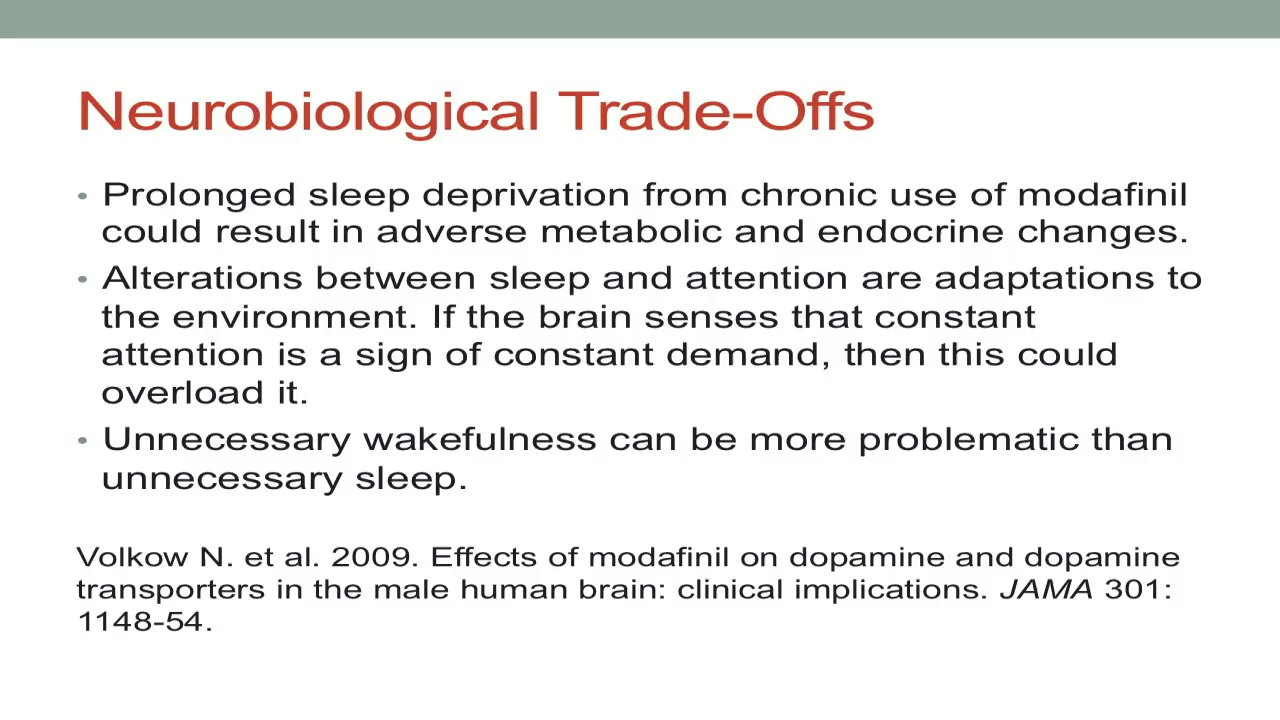 Neurobiological Trade-Offs
• Prolonged sleep deprivation from chronic use of modafinil
could result in adverse metabolic and endocrine changes.
• Alterations between sleep and attention are adaptations to
the environment. If the brain senses that constant
attention is a sign of constant demand, then this could
overload it.
• Unnecessary wakefulness can be more problematic than
unnecessary sleep.
Volkow N. et al. 2009. Effects of modafinil on dopamine and dopamine
transporters in the male human brain: clinical implications. JAMA 301:
1148-54.